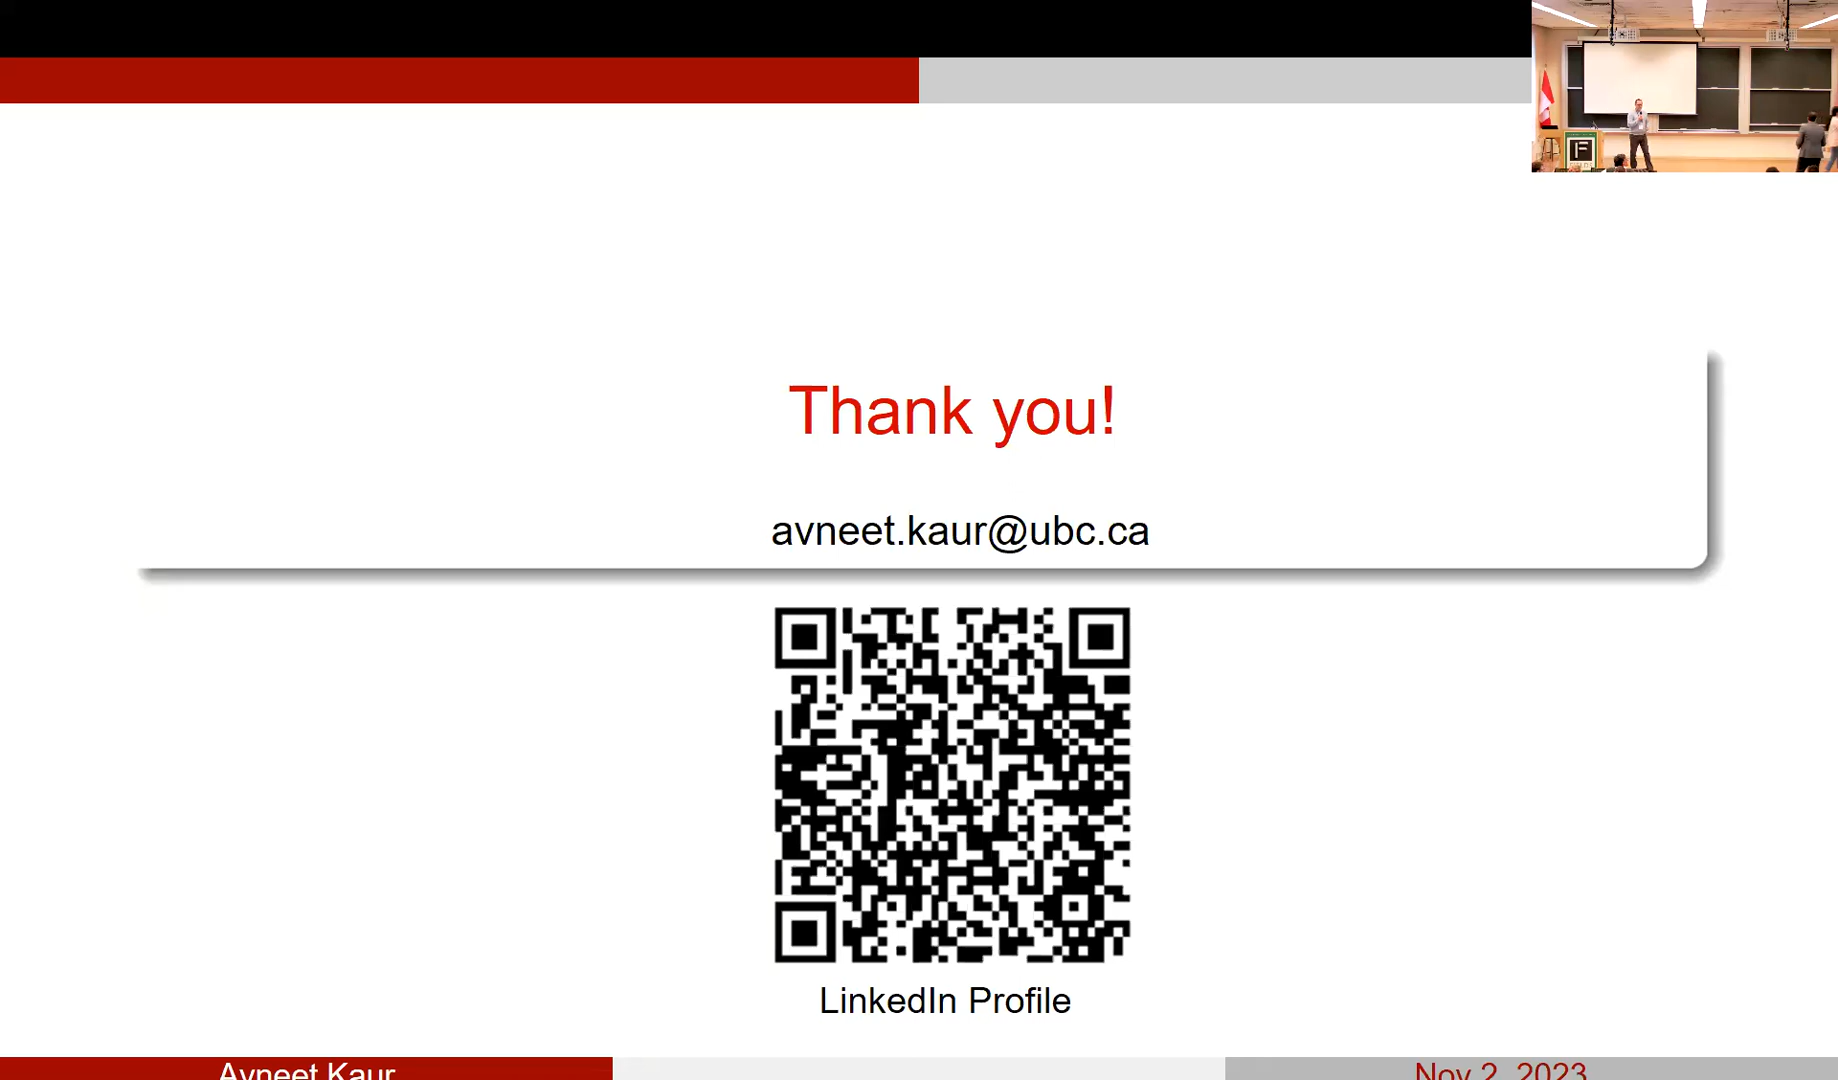 Thank you!
avneet.kaur@ubc.ca
LinkedIn Profile
Avneet Kaur
Nov 2, 2023